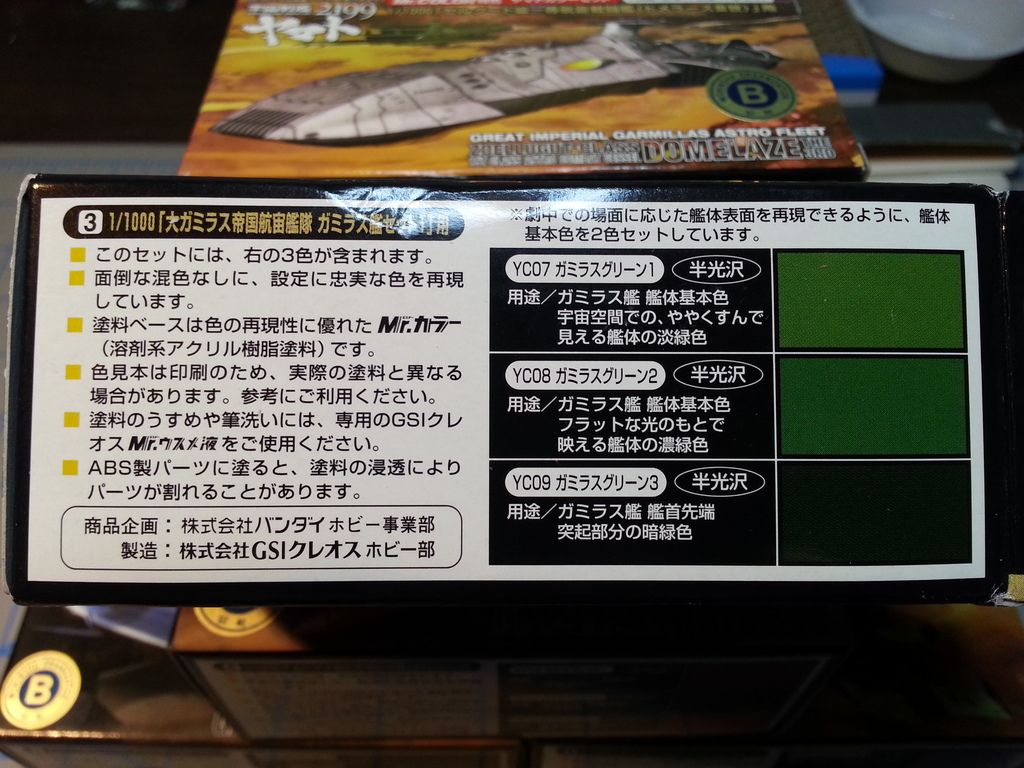 2199
ヤマト
B
GREAT IMPERIAL GARMILLAS ASTRO FLEET
DOMELAZE THE 3RD
3 1/1000「大ガミラス帝国航宙艦隊 ガミラス艦セット1」用
■ このセットには、右の3色が含まれます。
■ 面倒な混色なしに、設定に忠実な色を再現
しています。
■ 塗料ベースは色の再現性に優れた Mr.カラー
（溶剤系アクリル樹脂塗料）です。
■ 色見本は印刷のため、実際の塗料と異なる
場合があります。参考にご利用ください。
■ 塗料のうすめや筆洗いには、専用のGSIクレ
オスMr.ウスメ液をご使用ください。
■ ABS製パーツに塗ると、塗料の浸透により
パーツが割れることがあります。
商品企画：株式会社バンダイ ホビー事業部
製造：株式会社GSIクレオス ホビー部
※劇中での場面に応じた艦体表面を再現できるように、艦体
基本色を2色セットしています。
YC07 ガミラスグリーン1 半光沢
用途／ガミラス艦 艦体基本色
宇宙空間での、ややくすんで
見える艦体の淡緑色
YC08 ガミラスグリーン2 半光沢
用途／ガミラス艦 艦体基本色
フラットな光のもとで
映える艦体の濃緑色
YC09 ガミラスグリーン3 半光沢
用途／ガミラス艦 艦首先端
突起部分の暗緑色
B